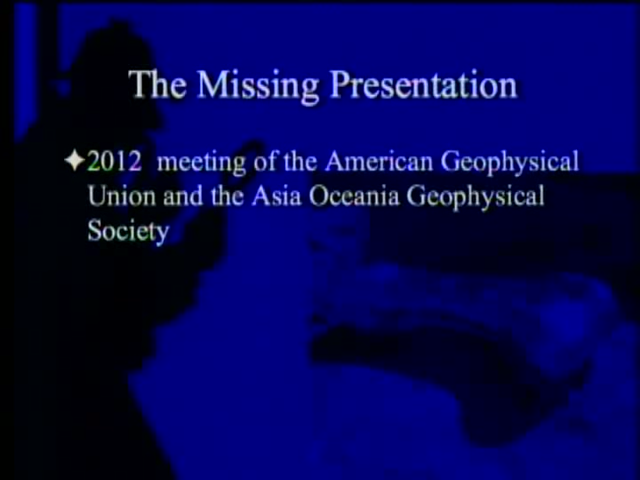 The Missing Presentation
✦2012 meeting of the American Geophysical
Union and the Asia Oceania Geophysical
Society